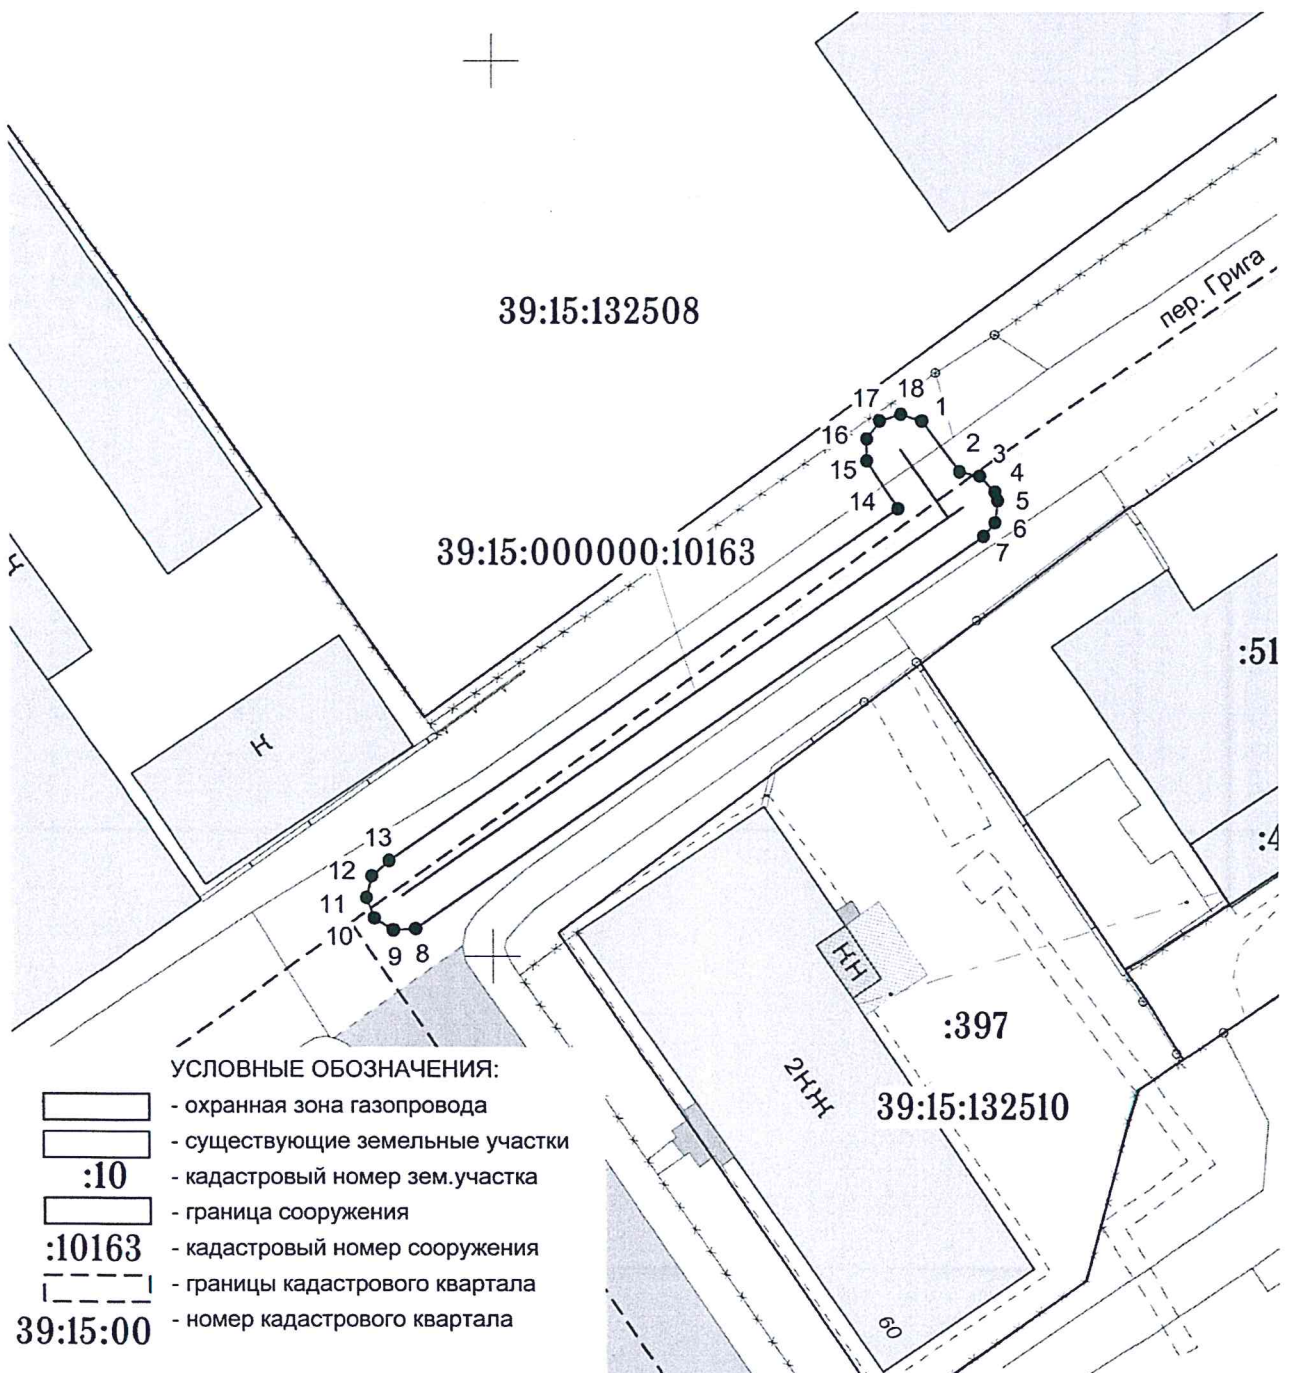 39:15:132508
пер. Грига
17
18
1
16
2
3
15
4
5
14
6
7
39:15:000000:10163
:51
н
н
13
12
11
10
9
8
:4
кн
:397
2кж
39:15:132510
60
УСЛОВНЫЕ ОБОЗНАЧЕНИЯ:
- охранная зона газопровода
- существующие земельные участки
:10 - кадастровый номер зем.участка
- граница сооружения
:10163 - кадастровый номер сооружения
- границы кадастрового квартала
39:15:00 - номер кадастрового квартала